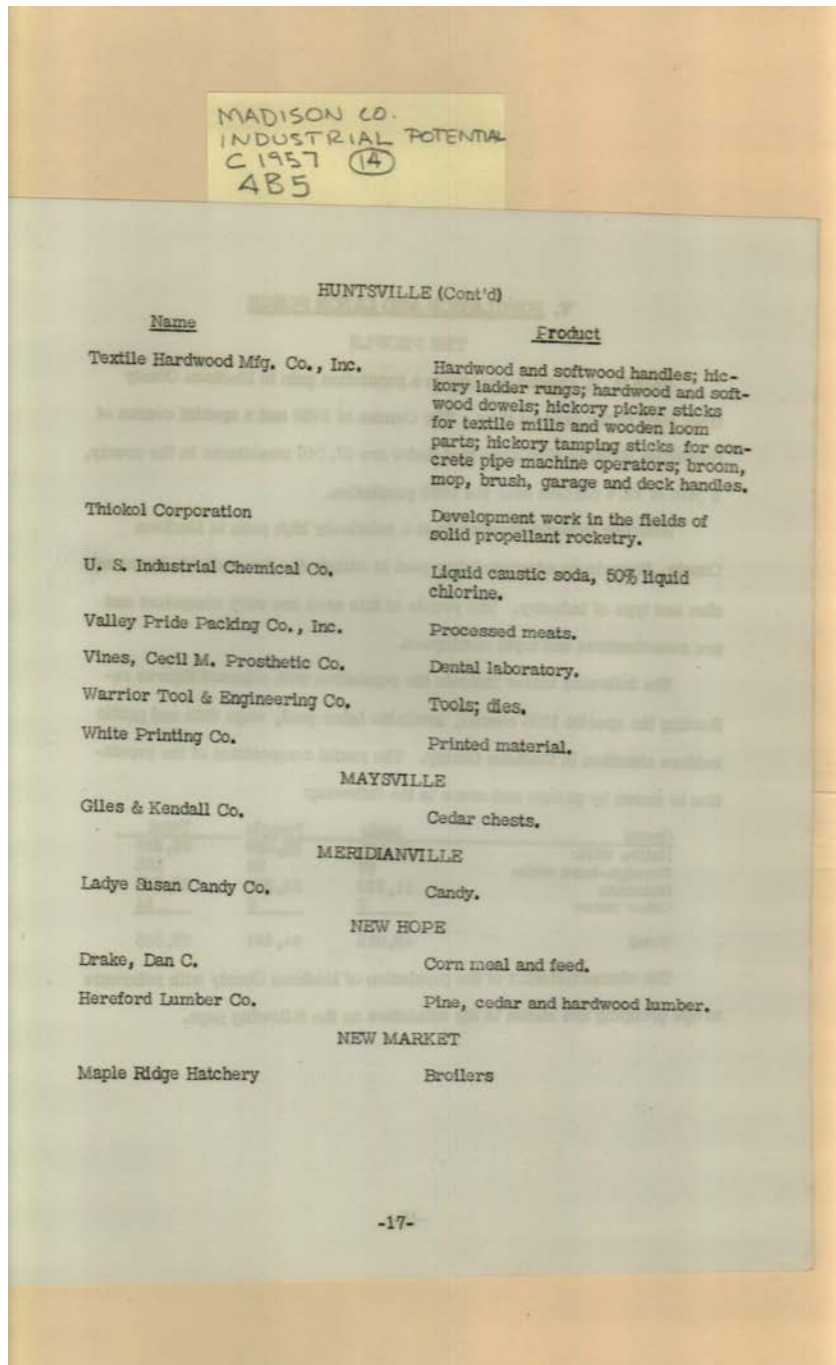 MADISON CO.
INDUSTRIAL POTENTIAL
C 1957 14
4B5
HUNTSVILLE (Cont'd)
Name Product
Textile Hardwood Mfg. Co., Inc. Hardwood and softwood handles; hic-
kory ladder rungs; hardwood and soft-
wood dowels; hickory picker sticks
for textile mills and wooden loom
parts; hickory tamping sticks for con-
crete pipe machine operators; broom,
mop, brush, garage and deck handles.
Thiokol Corporation Development work in the fields of
solid propellant rocketry.
U. S. Industrial Chemical Co. Liquid caustic soda, 50% liquid
chlorine.
Valley Pride Packing Co., Inc. Processed meats.
Vines, Cecil M. Prosthetic Co. Dental laboratory.
Warrior Tool & Engineering Co. Tools; dies.
White Printing Co. Printed material.
MAYSVILLE
Giles & Kendall Co. Cedar chests.
MERIDIANVILLE
Ladye Susan Candy Co. Candy.
NEW HOPE
Drake, Dan C. Corn meal and feed.
Hereford Lumber Co. Pine, cedar and hardwood lumber.
NEW MARKET
Maple Ridge Hatchery Broilers
-17-